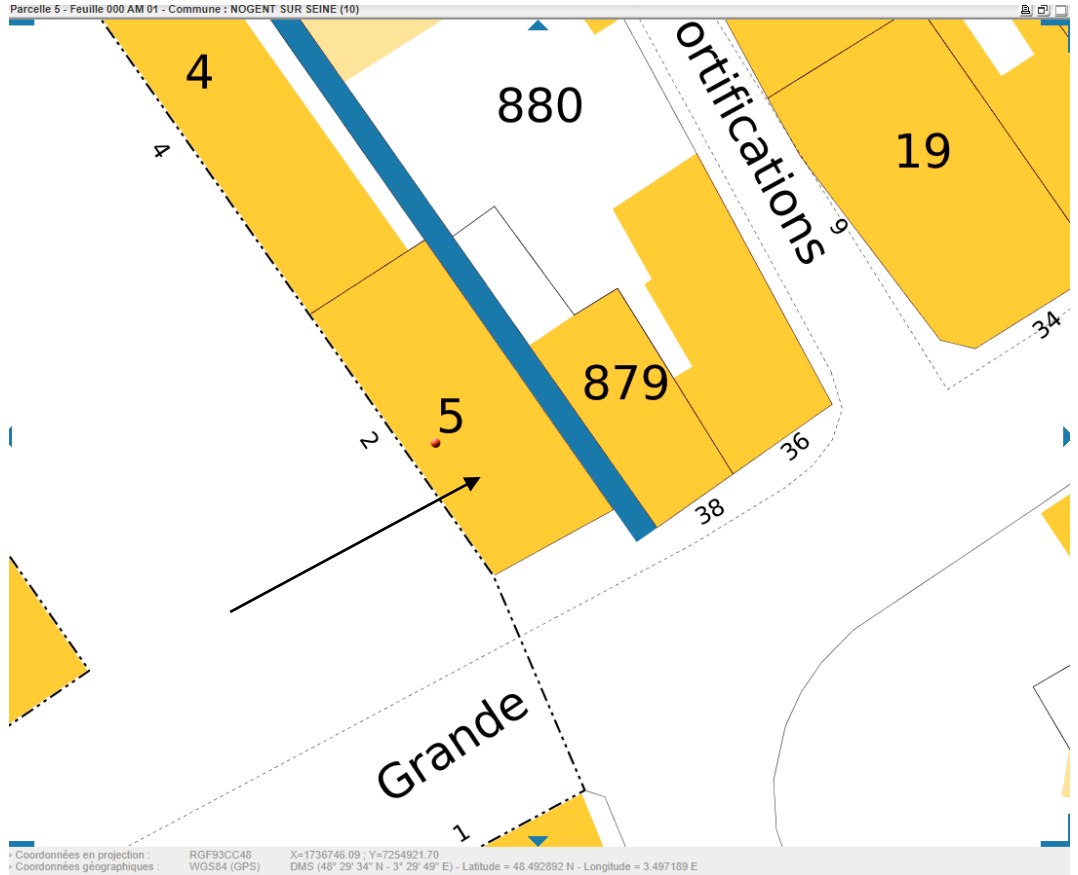 Parcelle 5 - Feuille 000 AM 01 - Commune : NOGENT SUR SEINE (10)
4
880
ortifications
19
4
9
34
879
5
2
36
38
Grande
1
Coordonnées en projection : RGF93CC48 X=1736746.09 ; Y=7254921.70
Coordonnées géographiques : WGS84 (GPS) DMS (48° 29' 34" N - 3° 29' 49" E) - Latitude = 48.492892 N - Longitude = 3.497189 E